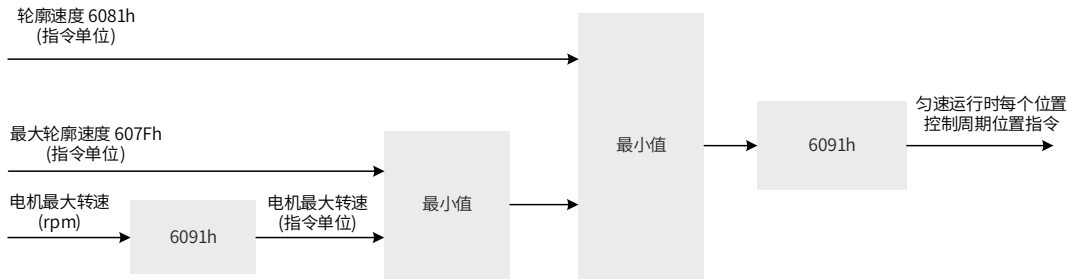 轮廓速度 6081h
(指令单位)
最大轮廓速度 607Fh
(指令单位)
电机最大转速
(rpm)
6091h
电机最大转速
(指令单位)
最小值
最小值
6091h
匀速运行时每个位置
控制周期位置指令